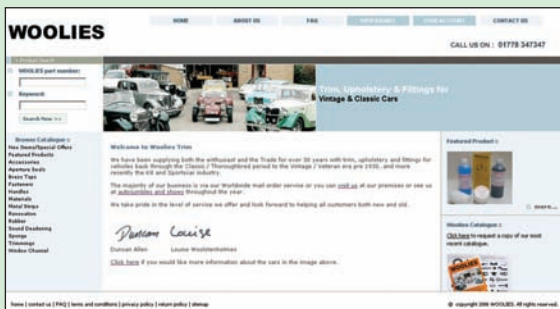 HOME ABOUT US FAQ SHOP BASKET YOUR ACCOUNT CONTACT US
WOOLIES
CALL US ON : 01778 347347
Product Search
WOOLIES part number:
Keyword:
Search Now >>
Trim, Upholstery & Fittings for
Vintage & Classic Cars
Browse Catalogue ::
New Items/Special Offers
Featured Products
Accessories
Aperture Seals
Brass Taps
Fasteners
Handles
Materials
Metal Strips
Renovation
Rubber
Sound Deadening
Sponge
Trimmings
Window Channel
Welcome to Woolies Trim
We have been supplying both the enthusiast and the Trade for over 30 years with trim, upholstery and fittings for
vehicles back through the Classic / Thoroughbred period to the Vintage / Veteran era pre 1930, and more
recently the Kit and Sportscar industry.
The majority of our business is via our Worldwide mail order service or you can visit us at our premises or see us
at autojumbles and shows throughout the year.
We take pride in the level of service we offer and look forward to helping all customers both new and old.
Duncan Louise
Duncan Allen Louise Woolstenholmes
Click here if you would like more information about the cars in the image above.
Featured Product ::
more...
Woolies Catalogue ::
Click here to request a copy of our most
recent catalogue.
WOOLIES
home | contact us | FAQ | terms and conditions | privacy policy | return policy | sitemap
© copyright 2006 WOOLIES. All rights reserved.